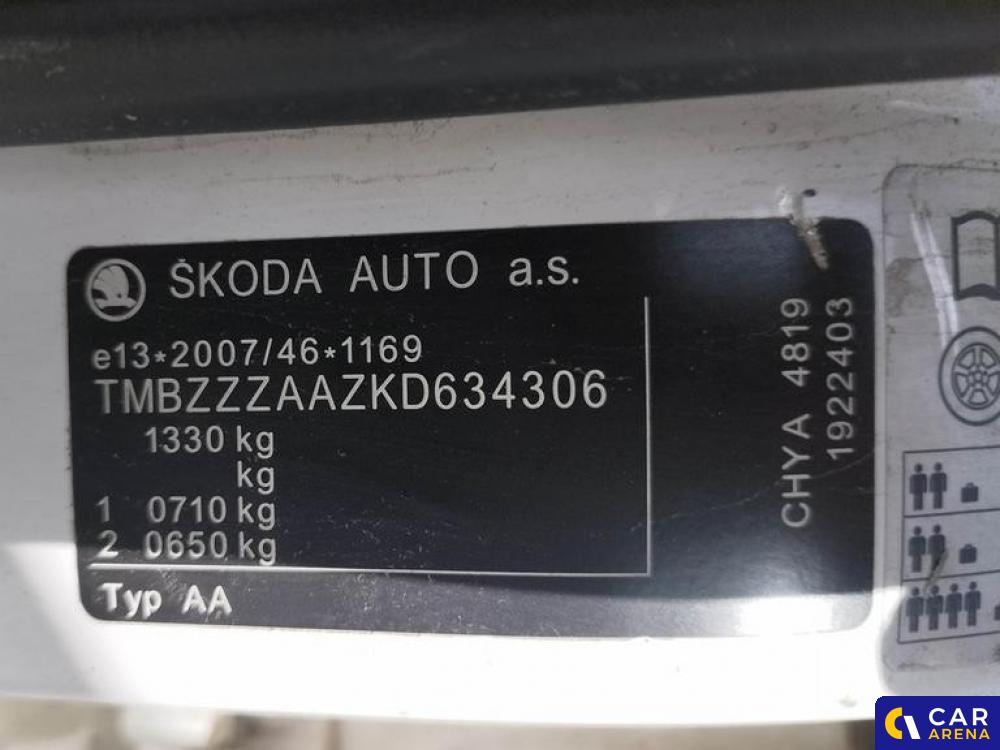 ŠKODA AUTO a.s.
e13*2007/46*1169
TMBZZZAAZKD634306
1330 kg
kg
1 0710 kg
2 0650 kg
Typ AA
CHYA 4819
1922403
CAR
ARENA